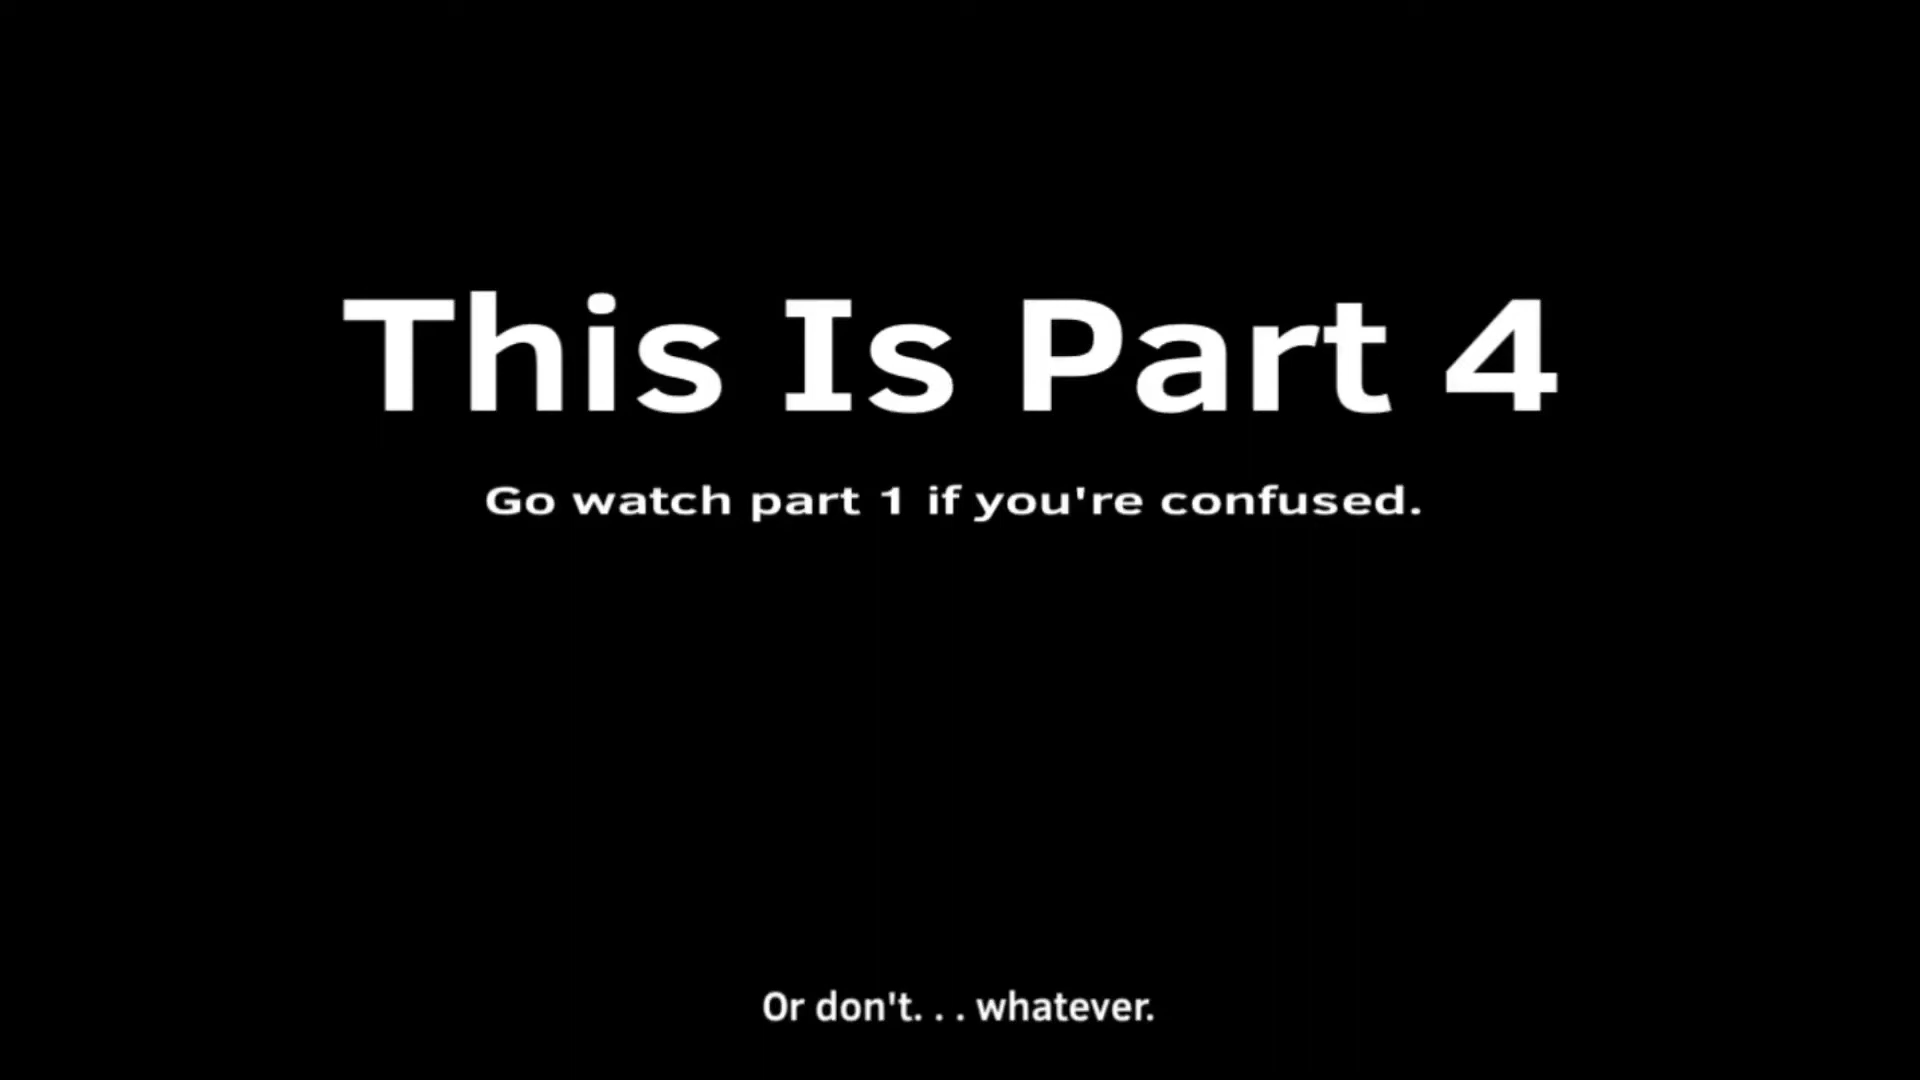 This Is Part 4
Go watch part 1 if you're confused.
Or don't. . . whatever.